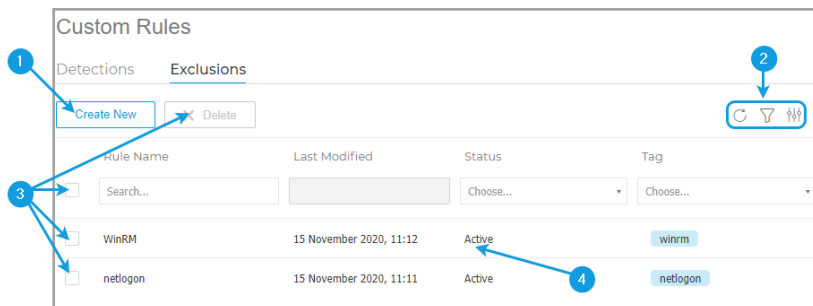 Custom Rules
1
Detections Exclusions
2
Create New Delete
Rule Name Last Modified Status Tag
3
Search... Choose... Choose...
WinRM 15 November 2020, 11:12 Active winrm
4
netlogon 15 November 2020, 11:11 Active netlogon